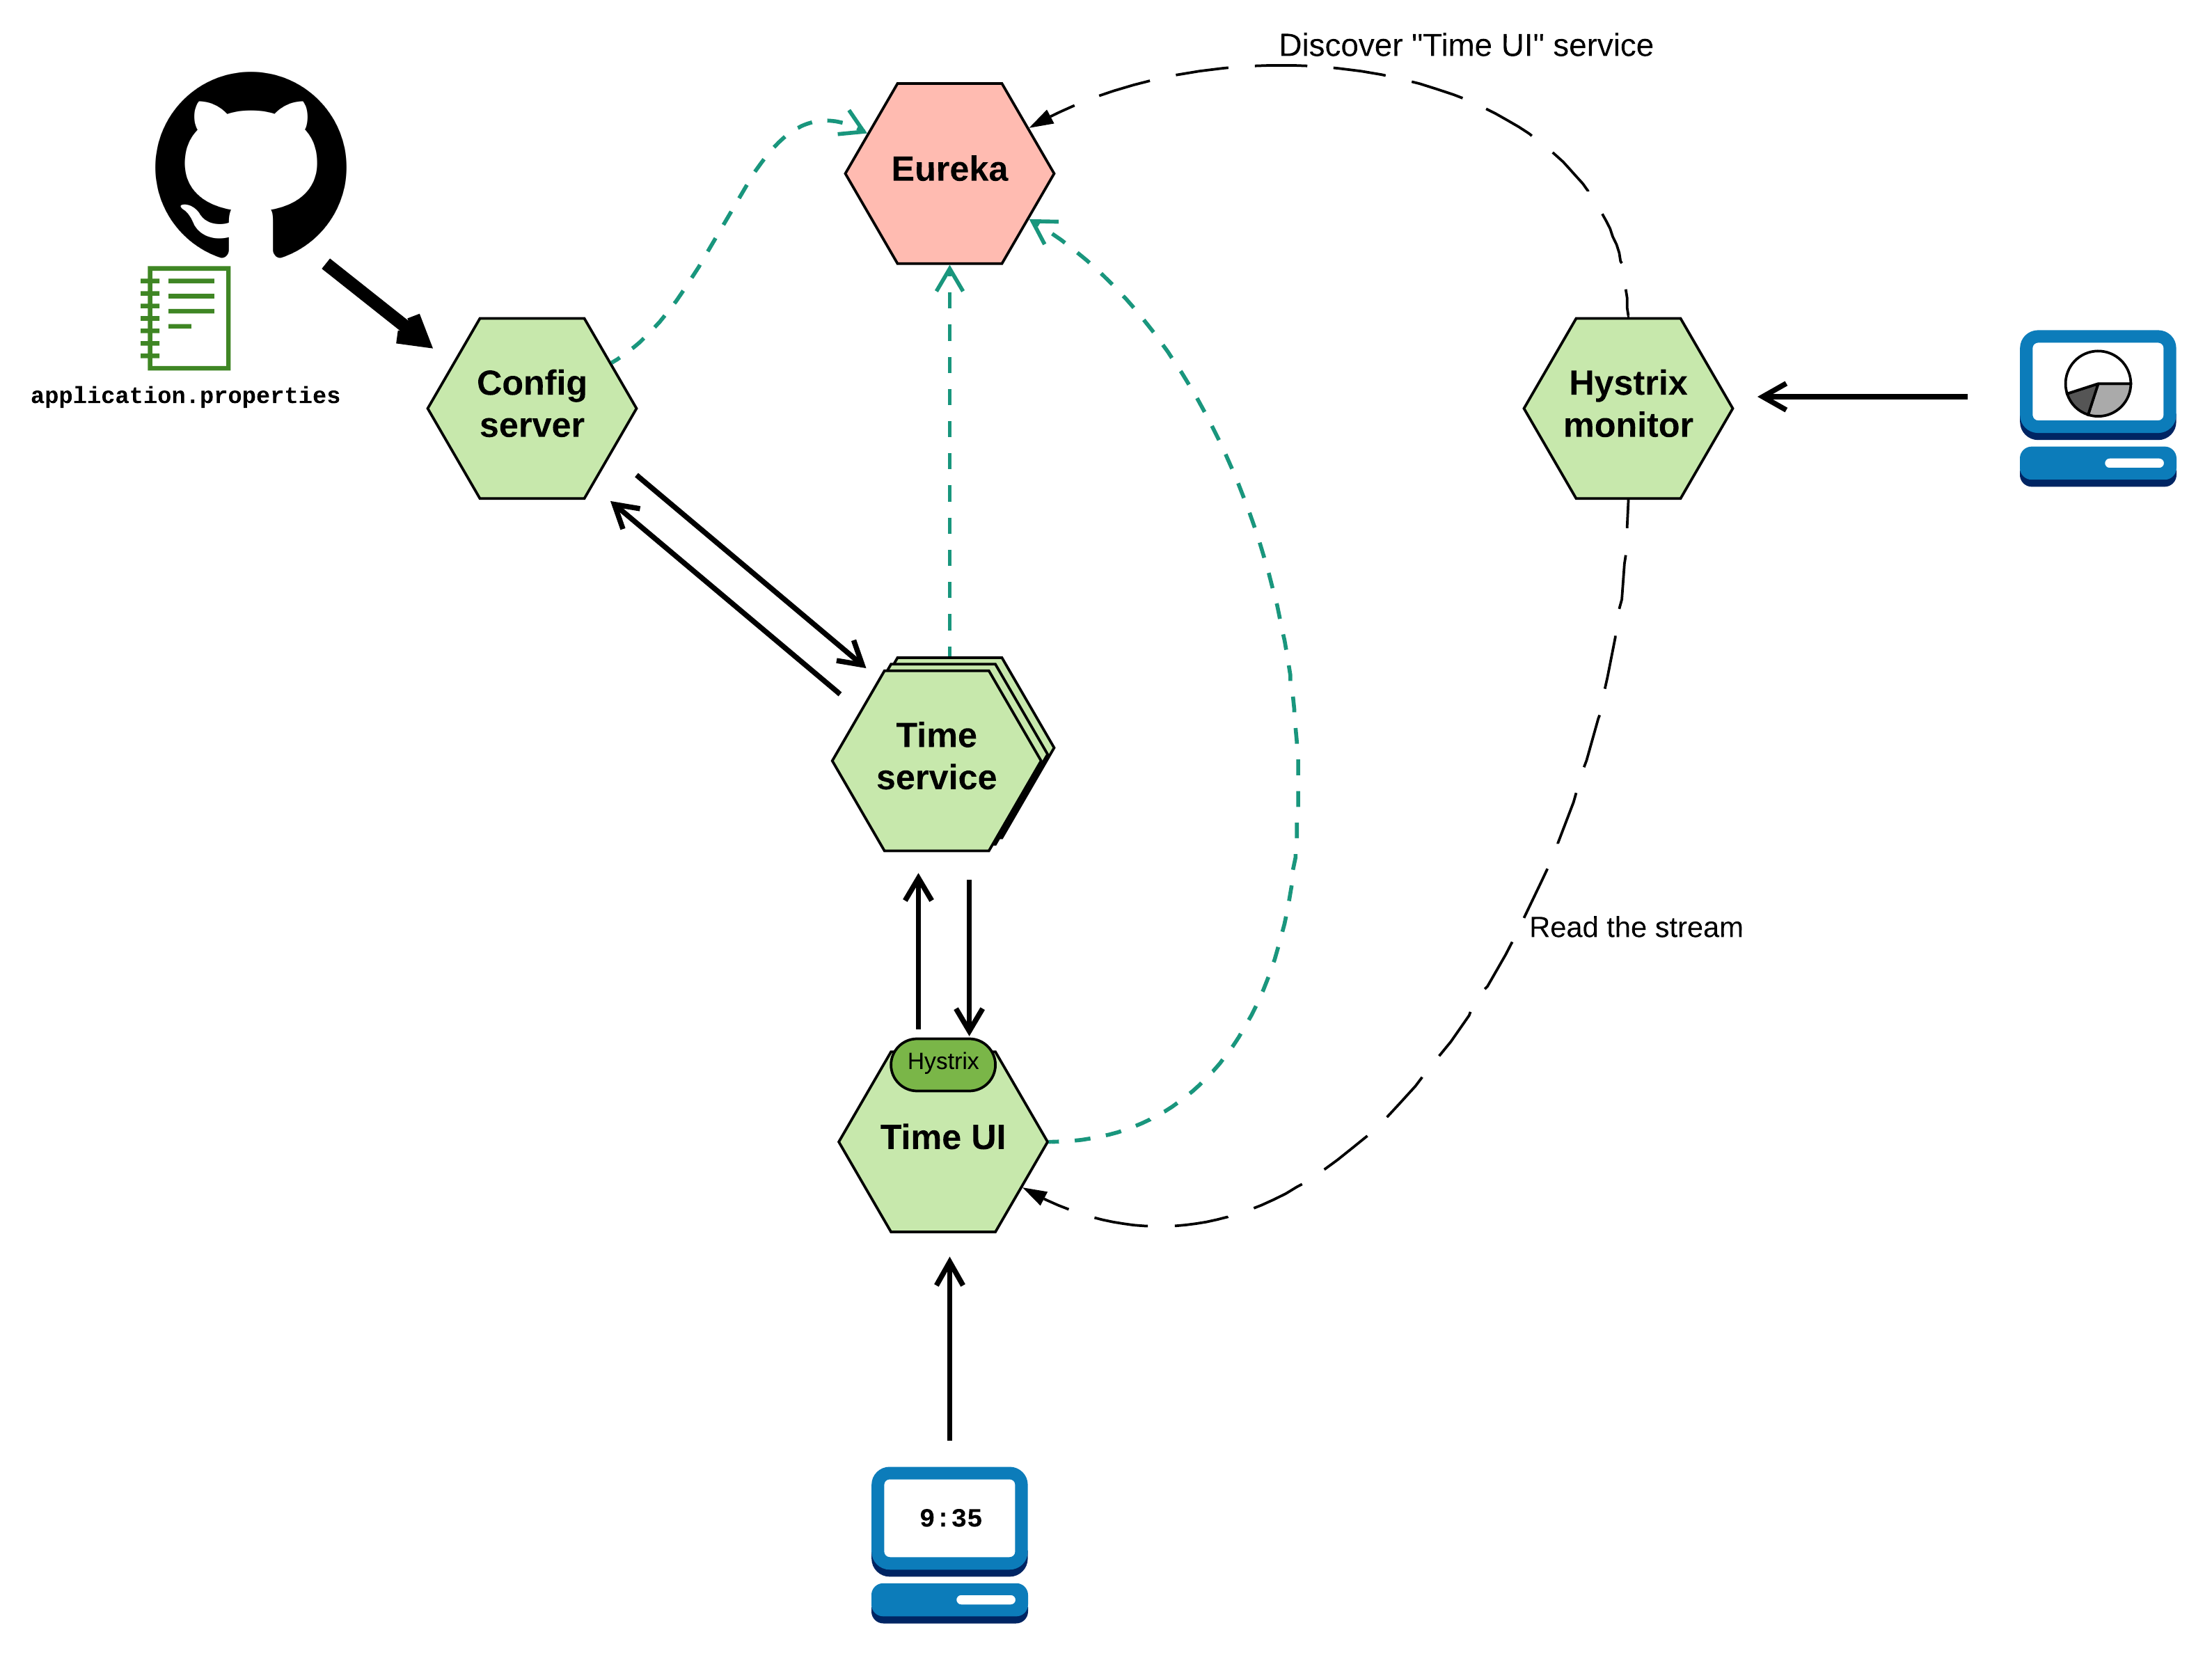 Discover "Time UI" service
Eureka
application.properties
Config
server
Hystrix
monitor
Time
service
Read the stream
Hystrix
Time UI
9:35